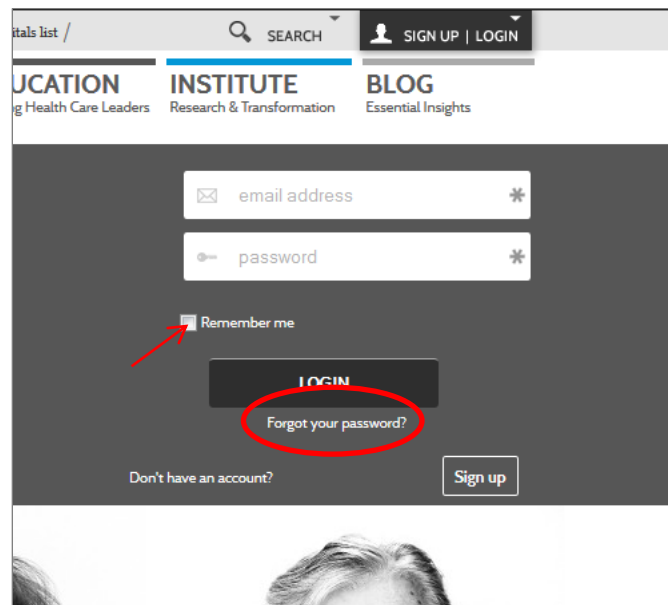 itals list /
SEARCH
SIGN UP | LOGIN
UCATION
g Health Care Leaders
INSTITUTE
Research & Transformation
BLOG
Essential Insights
email address *
password *
Remember me
LOGIN
Forgot your password?
Don't have an account?
Sign up